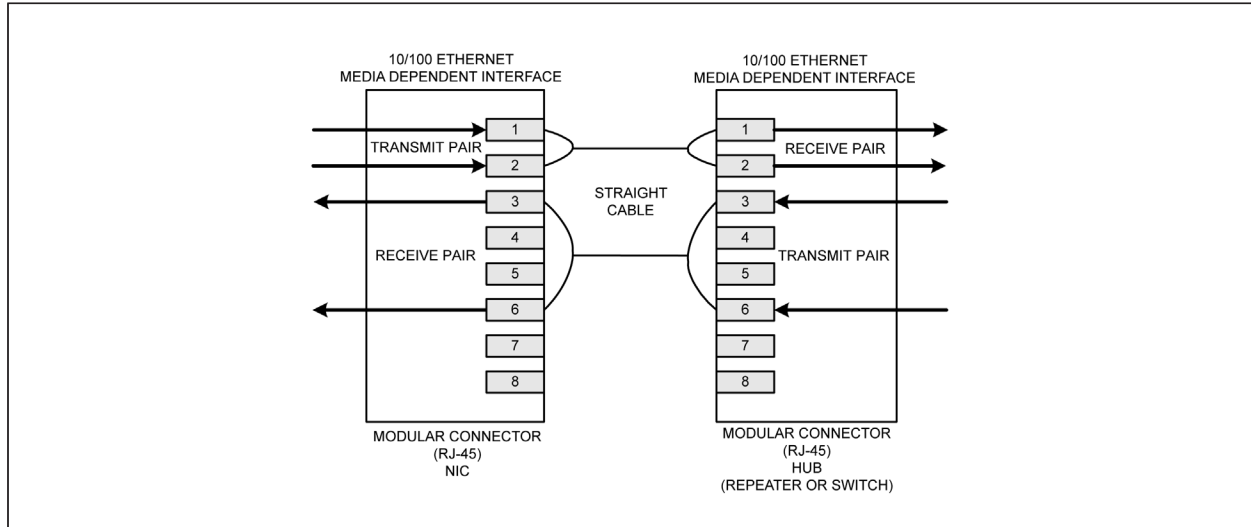 10/100 ETHERNET
MEDIA DEPENDENT INTERFACE
10/100 ETHERNET
MEDIA DEPENDENT INTERFACE
1
TRANSMIT PAIR
2
3
4
RECEIVE PAIR
5
6
7
8
STRAIGHT
CABLE
1
RECEIVE PAIR
2
3
4
TRANSMIT PAIR
5
6
7
8
MODULAR CONNECTOR
(RJ-45)
NIC
MODULAR CONNECTOR
(RJ-45)
HUB
(REPEATER OR SWITCH)